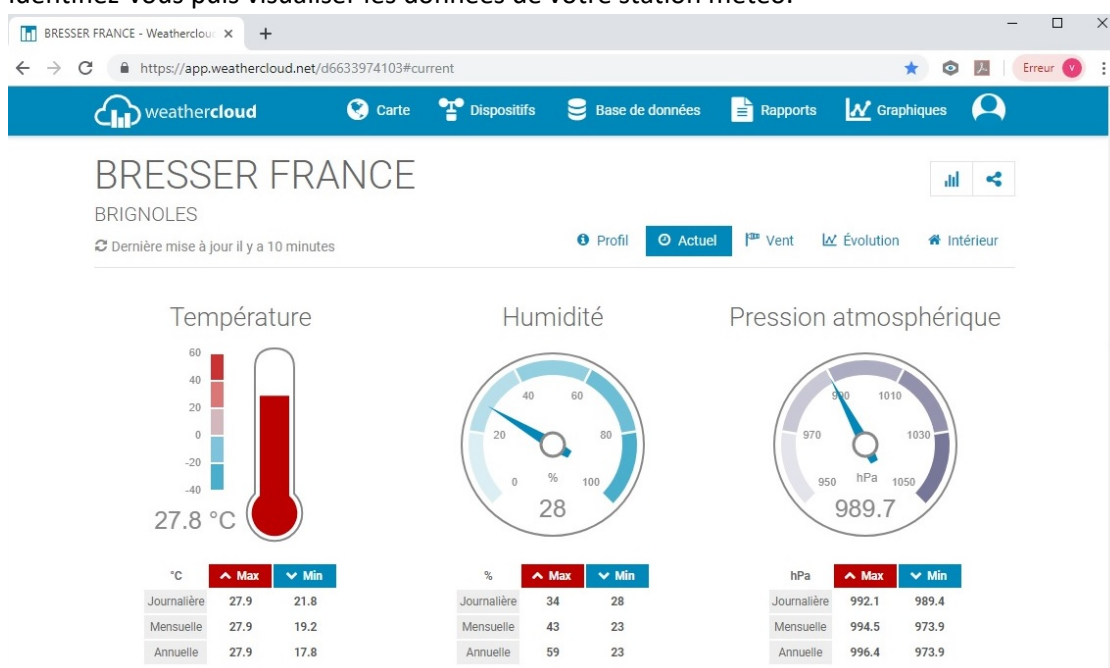 Identifiez-vous puis visualiser les données de votre station météo.
BRESSER FRANCE - Weatherclou
https://app.weathercloud.net/d6633974103#current
Erreur V
weathercloud Carte Dispositifs Base de données Rapports Graphiques
BRESSER FRANCE
BRIGNOLES
Dernière mise à jour il y a 10 minutes
Profil Actuel Vent Évolution Intérieur
Température Humidité Pression atmosphérique
60
40
20
0
-20
-40
27.8 °C
0 20 40 60 80 100
%
28
950 970 990 1010 1030 1050
hPa
989.7
°C Max Min
Journalière 27.9 21.8
Mensuelle 27.9 19.2
Annuelle 27.9 17.8
% Max Min
Journalière 34 28
Mensuelle 43 23
Annuelle 59 23
hPa Max Min
Journalière 992.1 989.4
Mensuelle 994.5 973.9
Annuelle 996.4 973.9